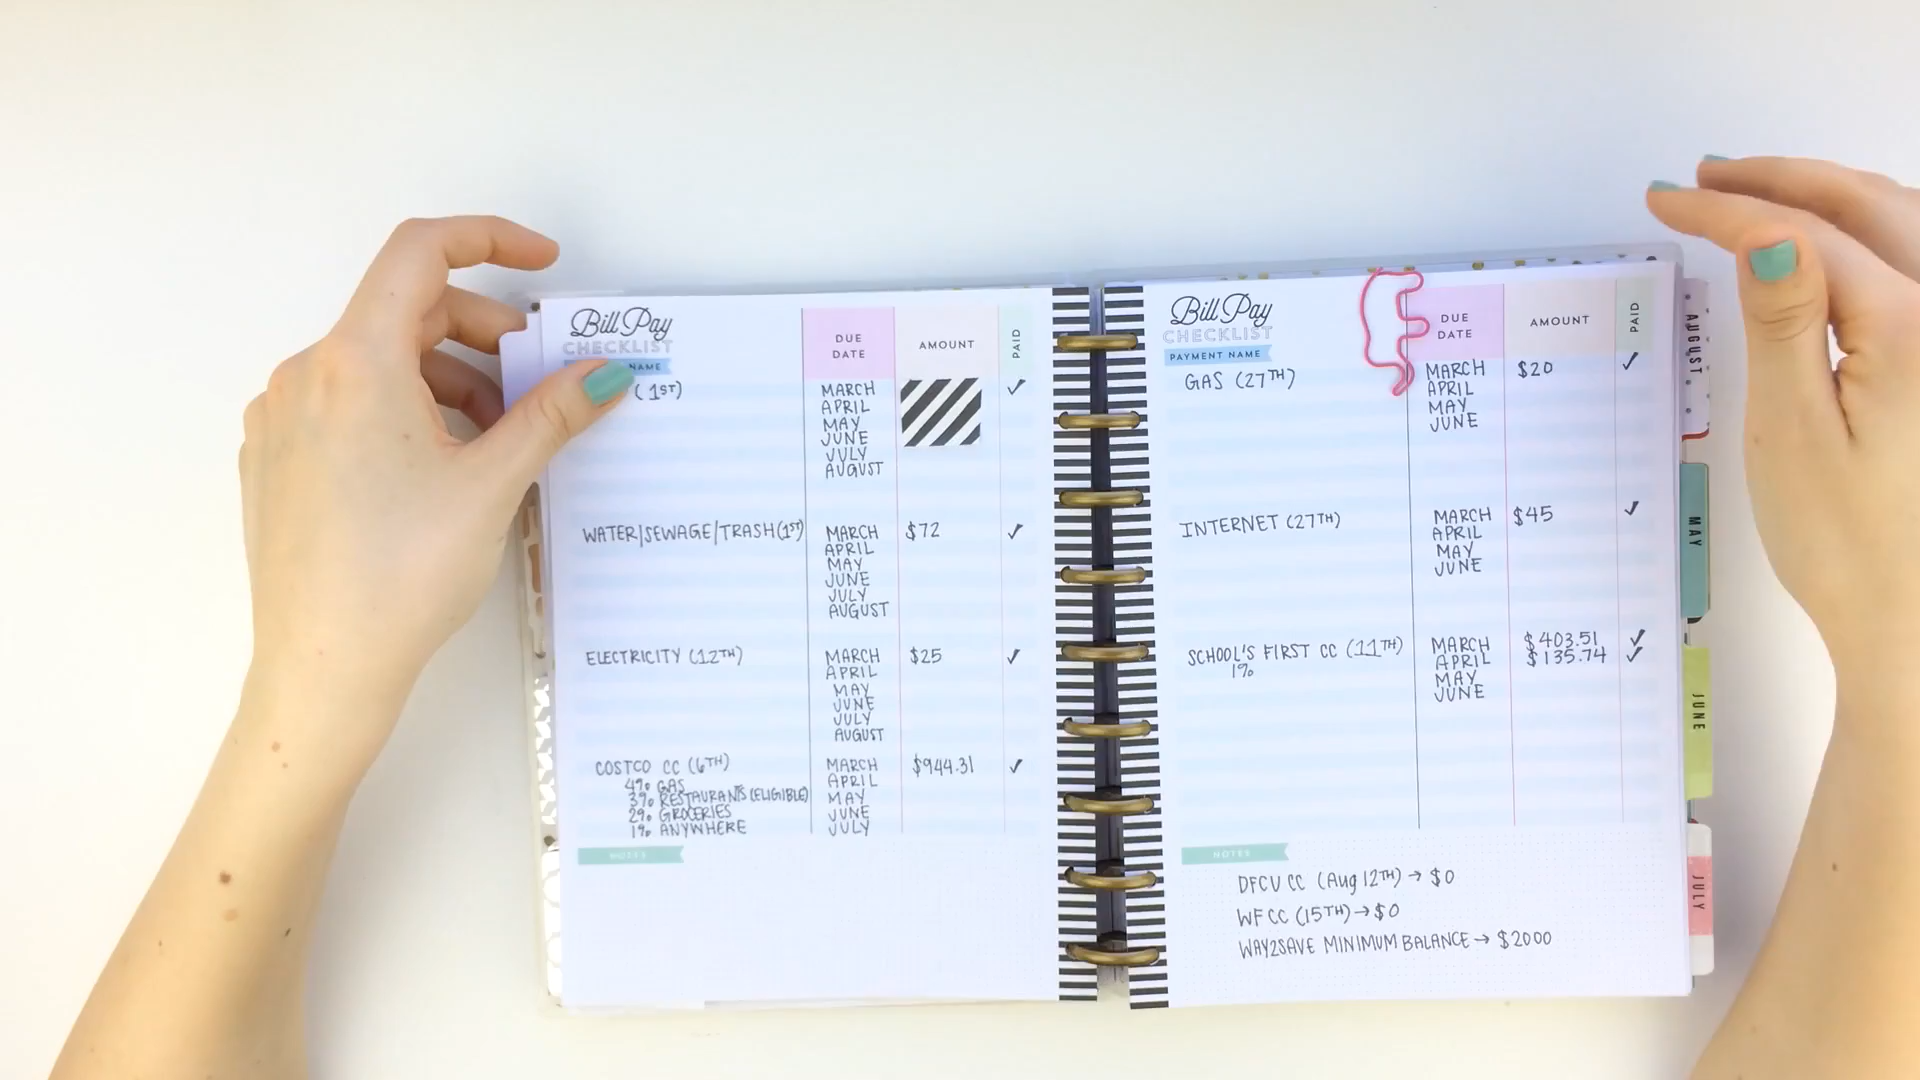 Bill Pay
CHECKLIST
NAME
DUE DATE
AMOUNT
PAID
(1ST)
MARCH ✓
APRIL
MAY
JUNE
JULY
AUGUST
WATER/SEWAGE/TRASH (1ST)
MARCH $72 ✓
APRIL
MAY
JUNE
JULY
AUGUST
ELECTRICITY (12TH)
MARCH $25 ✓
APRIL
MAY
JUNE
JULY
AUGUST
COSTCO CC (6TH)
4% GAS
3% RESTAURANTS (ELIGIBLE)
2% GROCERIES
1% ANYWHERE
MARCH $944.31 ✓
APRIL
MAY
JUNE
JULY
NOTES
Bill Pay
CHECKLIST
PAYMENT NAME
DUE DATE
AMOUNT
PAID
GAS (27TH)
MARCH $20 ✓
APRIL
MAY
JUNE
INTERNET (27TH)
MARCH $45 ✓
APRIL
MAY
JUNE
SCHOOL'S FIRST CC (11TH)
1%
MARCH $403.51 ✓
APRIL $135.74 ✓
MAY
JUNE
NOTES
DFCU CC (Aug 12TH) → $0
WF CC (15TH) → $0
WAY2SAVE MINIMUM BALANCE → $2000
AUGUST
MAY
JUNE
JULY